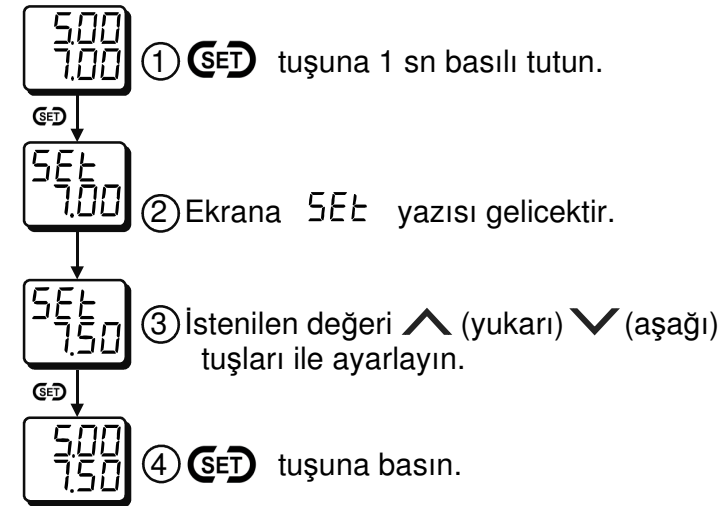 5.00
7.00
① SET tuşuna 1 sn basılı tutun.
SET
SEt
7.00
② Ekrana SEt yazısı gelicektir.
SEt
7.50
③ İstenilen değeri (yukarı) (aşağı)
tuşları ile ayarlayın.
SET
5.00
7.50
④ SET tuşuna basın.